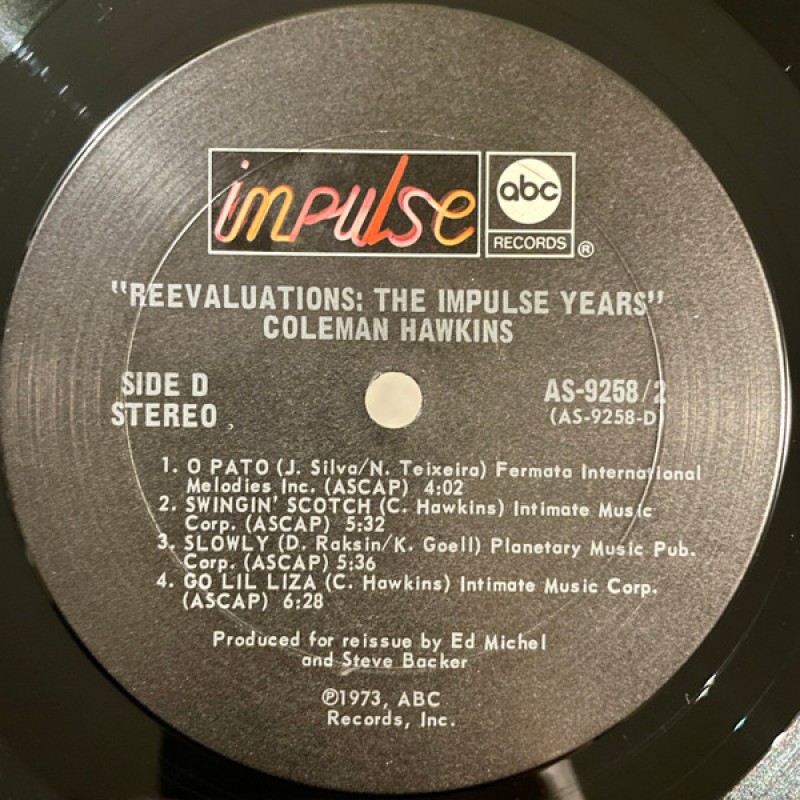 impulse
abc
RECORDS ®
"REEVALUATIONS: THE IMPULSE YEARS"
COLEMAN HAWKINS
SIDE D
STEREO
AS-9258/2
(AS-9258-D)
1. O PATO (J. Silva/N. Teixeira) Fermata International
Melodies Inc. (ASCAP) 4:02
2. SWINGIN' SCOTCH (C. Hawkins) Intimate Music
Corp. (ASCAP) 5:32
3. SLOWLY (D. Raksin/K. Goell) Planetary Music Pub.
Corp. (ASCAP) 5:36
4. GO LIL LIZA (C. Hawkins) Intimate Music Corp.
(ASCAP) 6:28
Produced for reissue by Ed Michel
and Steve Backer
℗1973, ABC
Records, Inc.